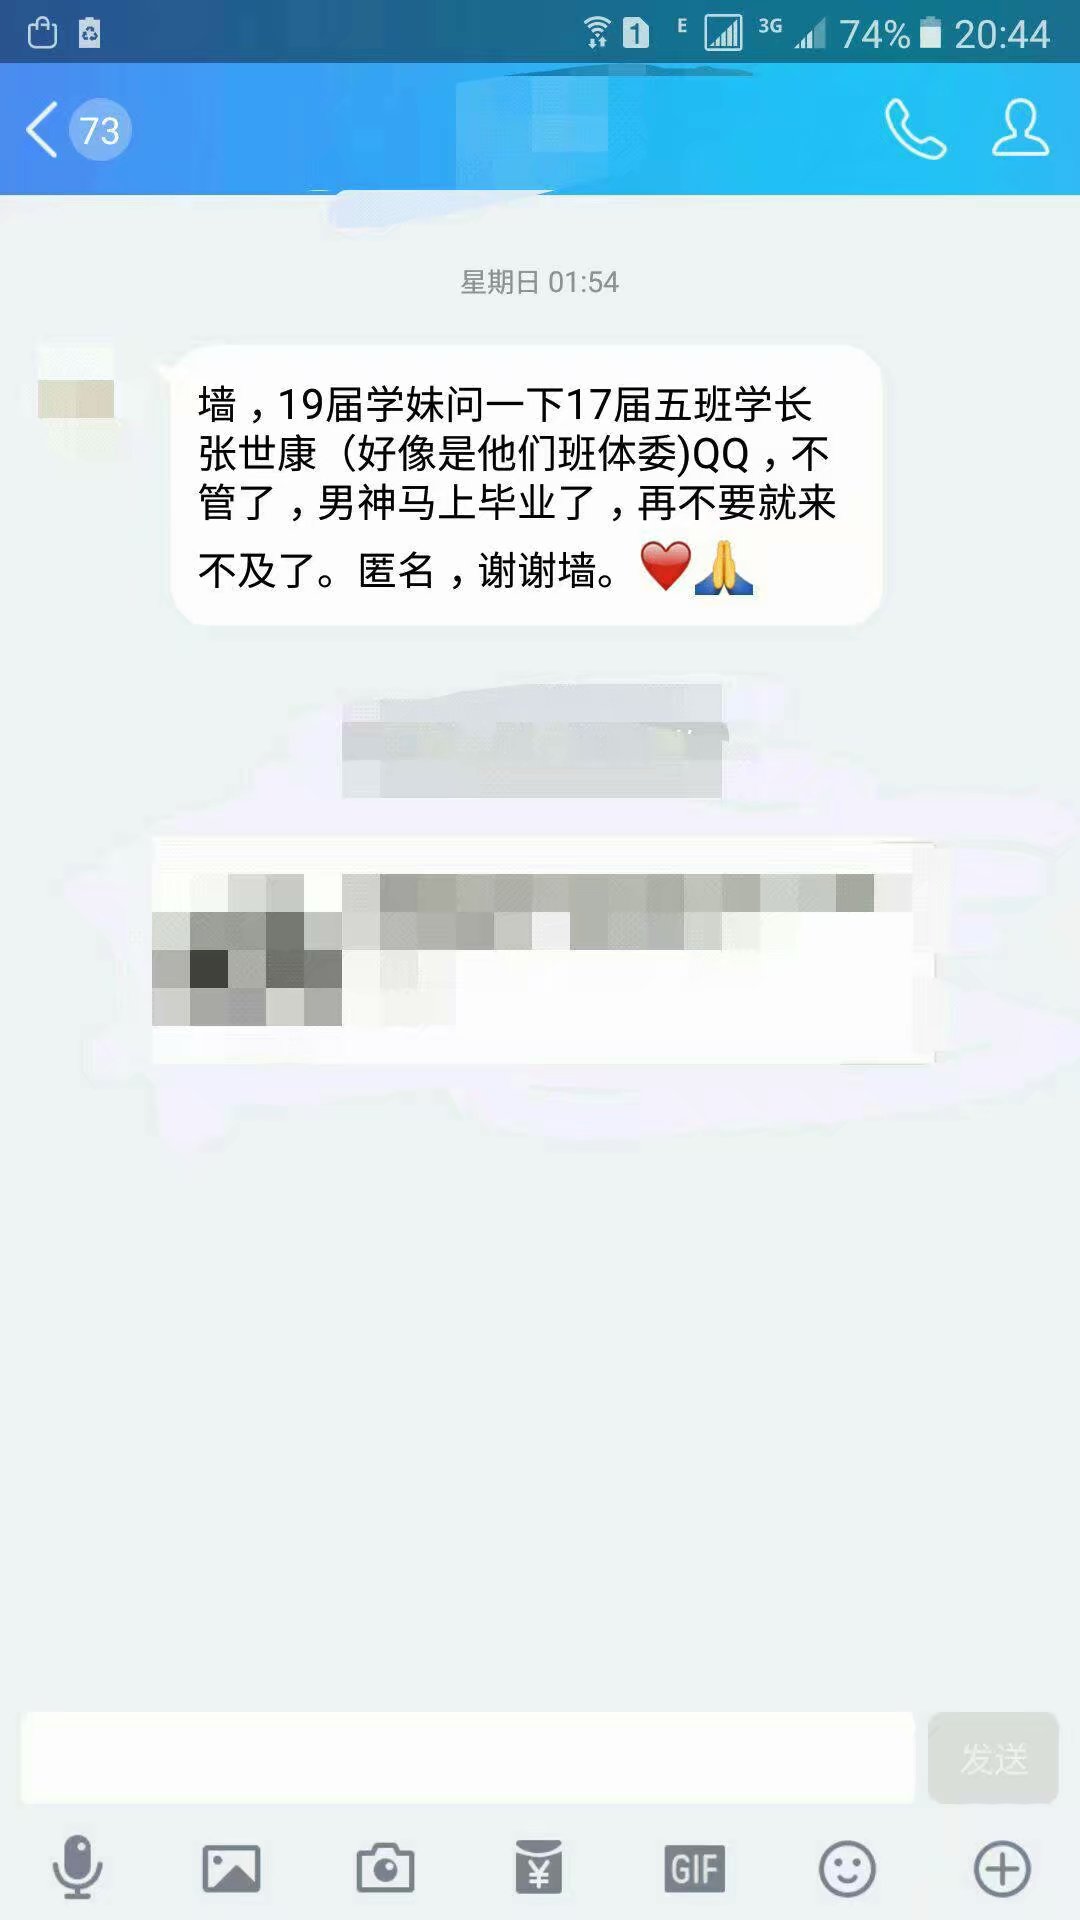 1 E 3G 74% 20:44
73
星期日 01:54
墙，19届学妹问一下17届五班学长
张世康（好像是他们班体委)QQ，不
管了，男神马上毕业了，再不要就来
不及了。匿名，谢谢墙。❤️🙏
发送
¥
GIF